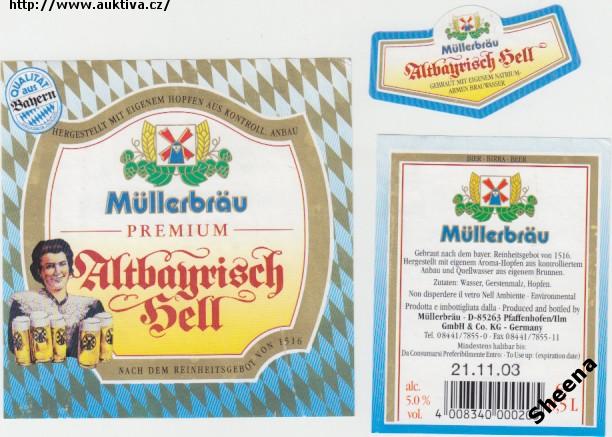 http://www.auktiva.cz/
QUALITÄT
aus
Bayern
HERGESTELLT MIT EIGENEM HOPFEN AUS KONTROLL. ANBAU
Müllerbräu
PREMIUM
Altbayrisch
Hell
NACH DEM REINHEITSGEBOT VON 1516
Müllerbräu
Altbayrisch Hell
GEBRAUT MIT EIGENEM NATRIUM-
ARMEN BRAUWASSER
BIER - BIRRA - BEER
Müllerbräu
Gebraut nach dem bayer. Reinheitsgebot von 1516.
Hergestellt mit eigenem Aroma-Hopfen aus kontrolliertem
Anbau und Quellwasser aus eigenem Brunnen.
Zutaten: Wasser, Gerstenmalz, Hopfen.
Non disperdere il vetro Nell Ambiente · Environmental
Prodotta e imbottigliata dalla · Produced and bottled by
Müllerbräu · D-85263 Pfaffenhofen/Ilm
GmbH & Co. KG - Germany
Tel. 08441/7855-0 · Fax 08441/7855-11
Mindestens haltbar bis:
Da Consumarsi Preferibilmente Entro: · To Use up: (expiration date)
21.11.03
alc.
5.0 %
vol.
4 008340 0002
,5 L
Sheena